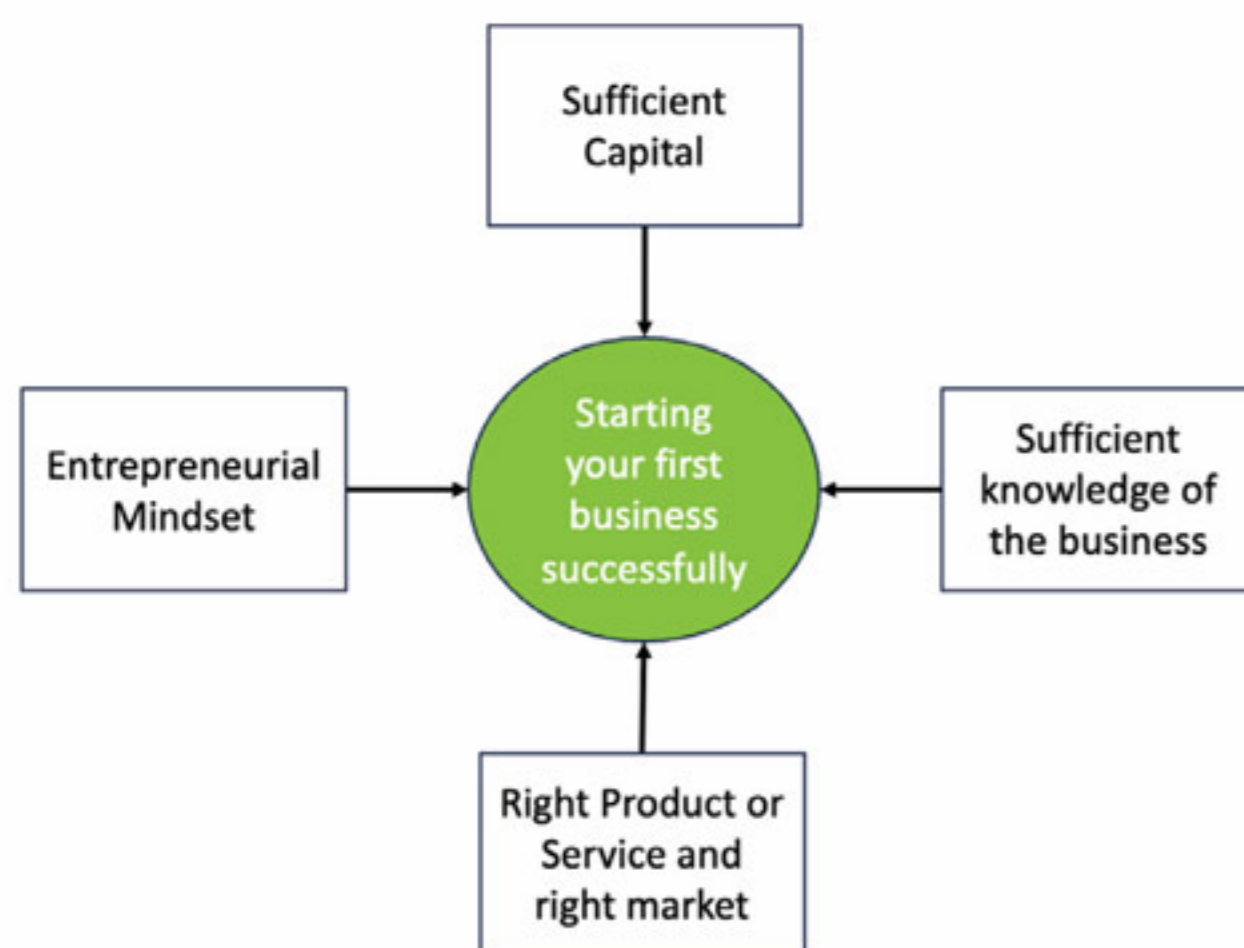 Sufficient
Capital
Entrepreneurial
Mindset
Starting
your first
business
successfully
Sufficient
knowledge of
the business
Right Product or
Service and
right market